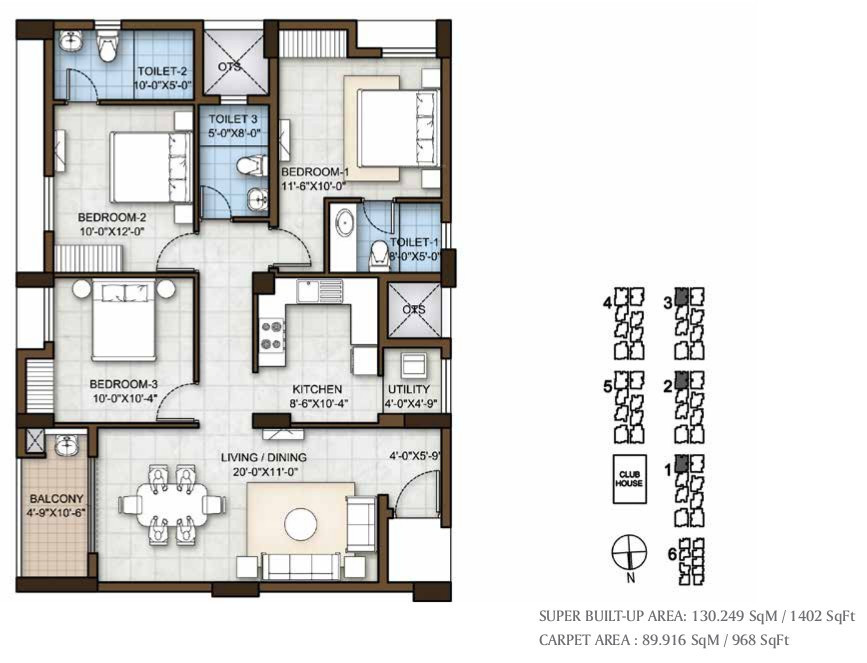 OTS
TOILET-2
10'-0"X5'-0"
TOILET 3
5'-0"X8'-0"
BEDROOM-1
11'-6"X10'-0"
BEDROOM-2
10'-0"X12'-0"
TOILET-1
8'-0"X5'-0"
OTS
BEDROOM-3
10'-0"X10'-4"
KITCHEN
8'-6"X10'-4"
UTILITY
4'-0"X4'-9"
LIVING / DINING
20'-0"X11'-0"
4'-0"X5'-9"
BALCONY
4'-9"X10'-6"
4
3
5
2
1
CLUB
HOUSE
6
N
SUPER BUILT-UP AREA: 130.249 SqM / 1402 SqFt
CARPET AREA : 89.916 SqM / 968 SqFt